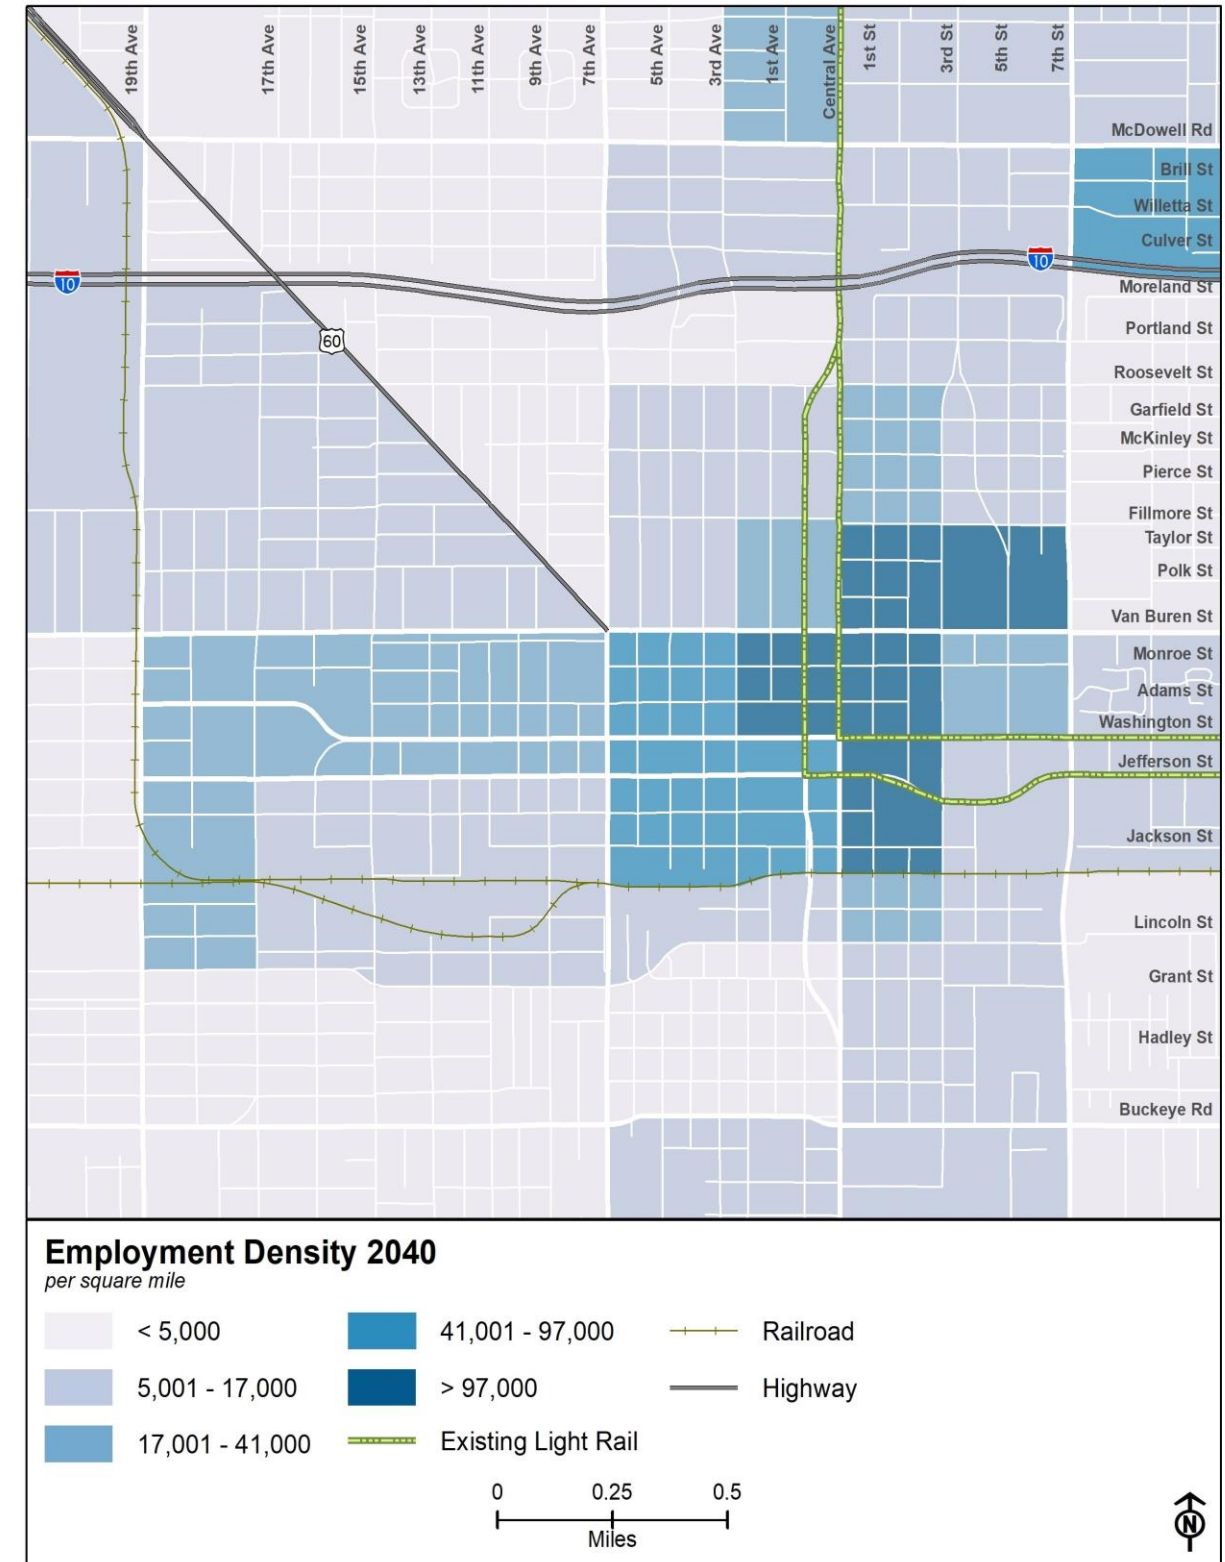 19th Ave
17th Ave
15th Ave
13th Ave
11th Ave
9th Ave
7th Ave
5th Ave
3rd Ave
1st Ave
Central Ave
1st St
3rd St
5th St
7th St
McDowell Rd
Brill St
Willetta St
Culver St
10
10
Moreland St
Portland St
60
Roosevelt St
Garfield St
McKinley St
Pierce St
Fillmore St
Taylor St
Polk St
Van Buren St
Monroe St
Adams St
Washington St
Jefferson St
Jackson St
Lincoln St
Grant St
Hadley St
Buckeye Rd
Employment Density 2040
per square mile
< 5,000
5,001 - 17,000
17,001 - 41,000
41,001 - 97,000
> 97,000
Existing Light Rail
Railroad
Highway
0 0.25 0.5
Miles
N